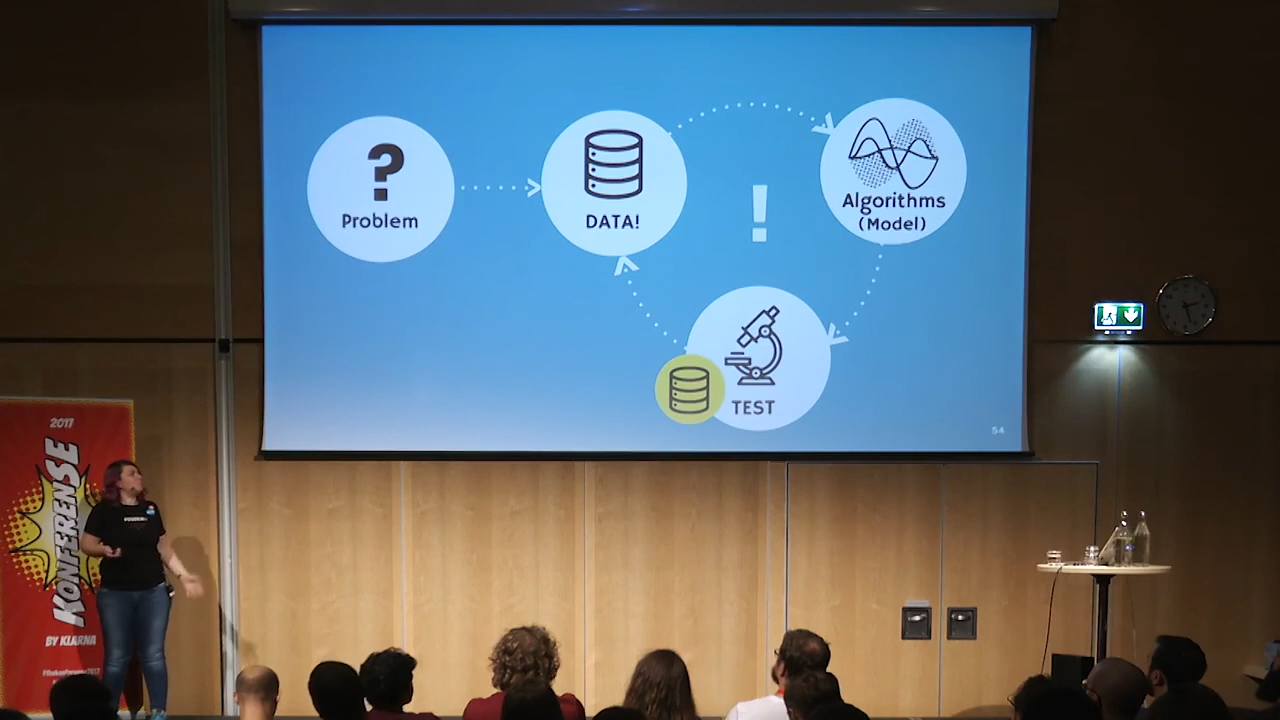 ?
Problem
DATA!
!
Algorithms
(Model)
TEST
54
2017
KONFERENSE
BY KLARNA